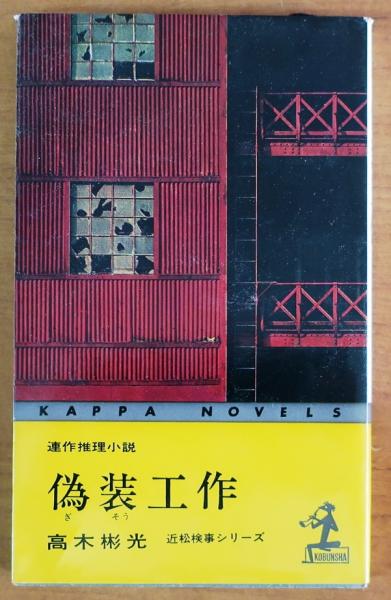 KAPPA NOVELS
連作推理小説
偽装工作
ぎ そう
高木彬光 近松検事シリーズ
KOBUNSHA